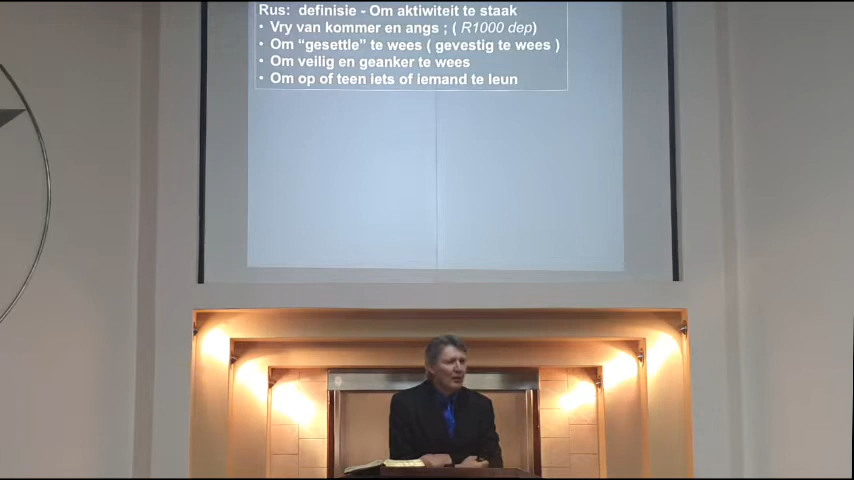 Rus:  definisie - Om aktiwiteit te staak
• Vry van kommer en angs ; ( R1000 dep)
• Om “gesettle” te wees ( gevestig te wees )
• Om veilig en geanker te wees
• Om op of teen iets of iemand te leun